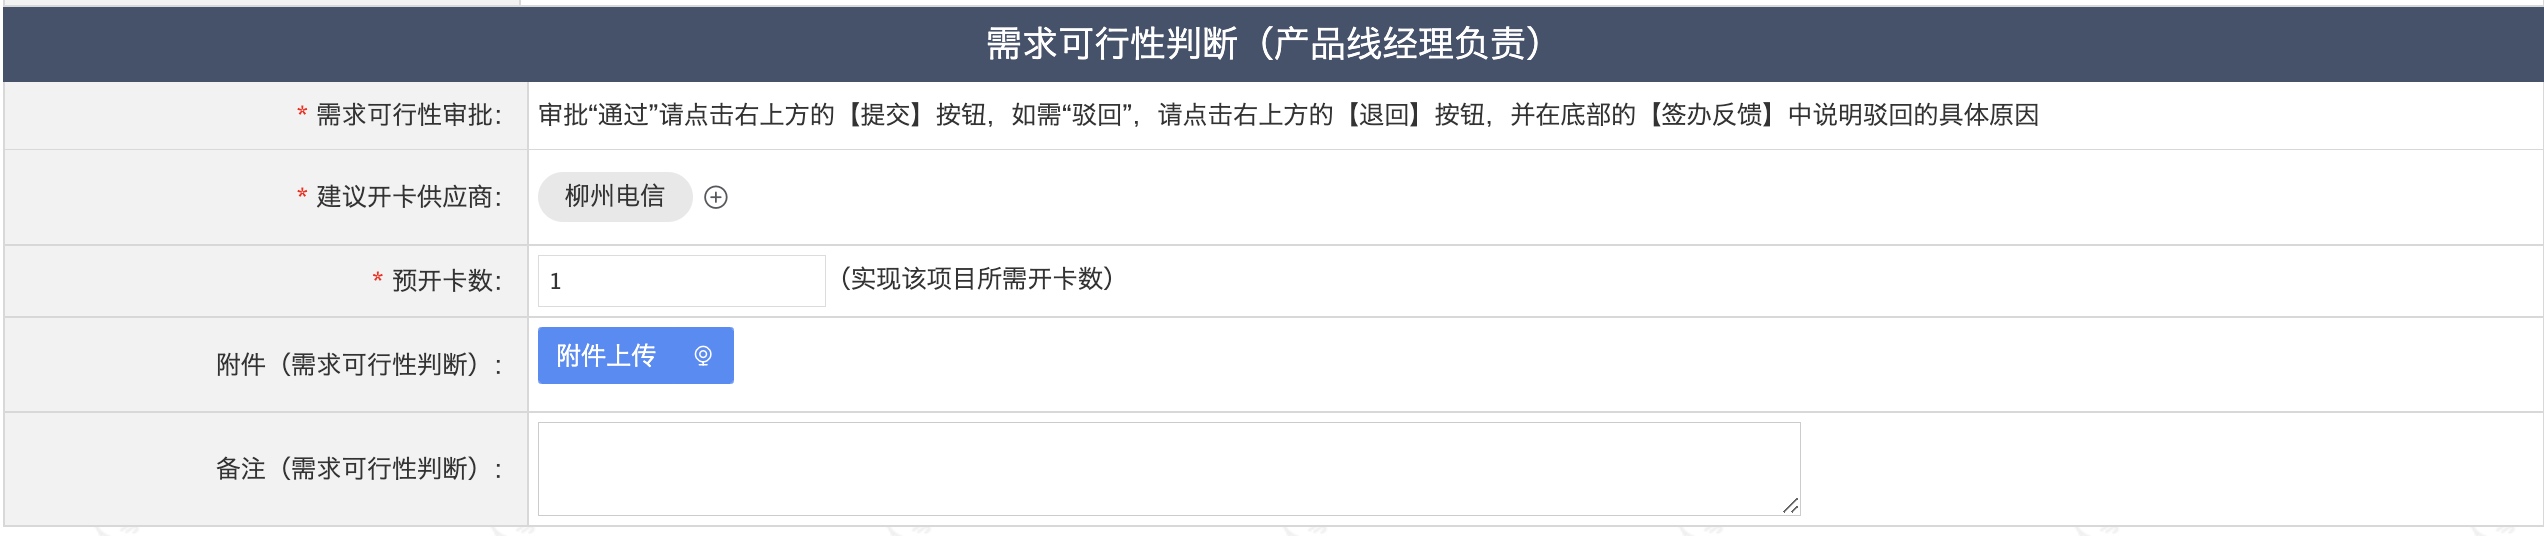 需求可行性判断（产品线经理负责）
* 需求可行性审批：
审批“通过”请点击右上方的【提交】按钮，如需“驳回”，请点击右上方的【退回】按钮，并在底部的【签办反馈】中说明驳回的具体原因
* 建议开卡供应商：
柳州电信
* 预开卡数：
1
（实现该项目所需开卡数）
附件（需求可行性判断）：
附件上传
备注（需求可行性判断）：